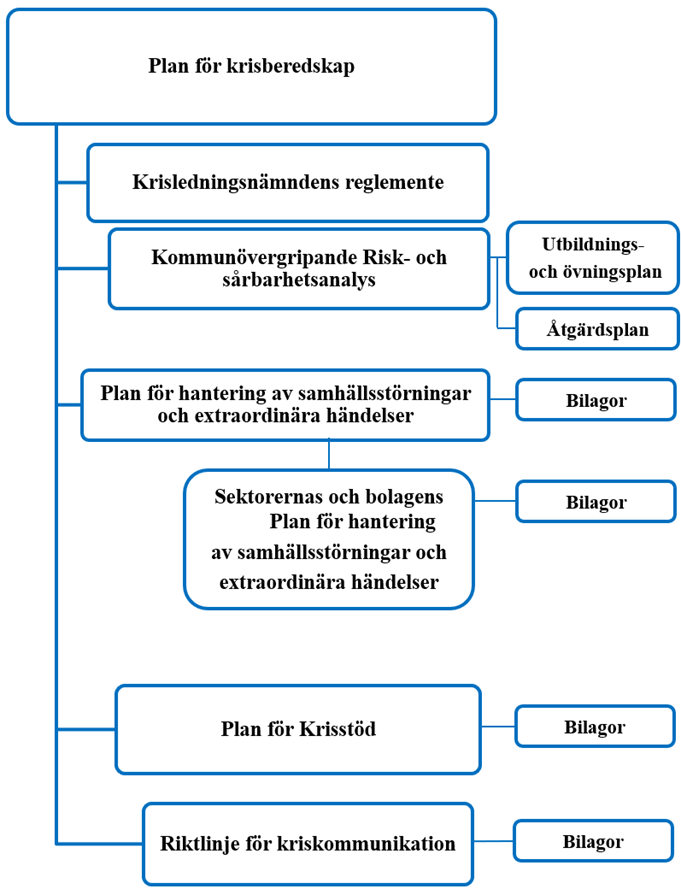 Plan för krisberedskap
Krisledningsnämndens reglemente
Kommunövergripande Risk- och
sårbarhetsanalys
Utbildnings-
och övningsplan
Åtgärdsplan
Plan för hantering av samhällsstörningar
och extraordinära händelser
Bilagor
Sektorernas och bolagens
Plan för hantering
av samhällsstörningar och
extraordinära händelser
Bilagor
Plan för Krisstöd
Bilagor
Riktlinje för kriskommunikation
Bilagor